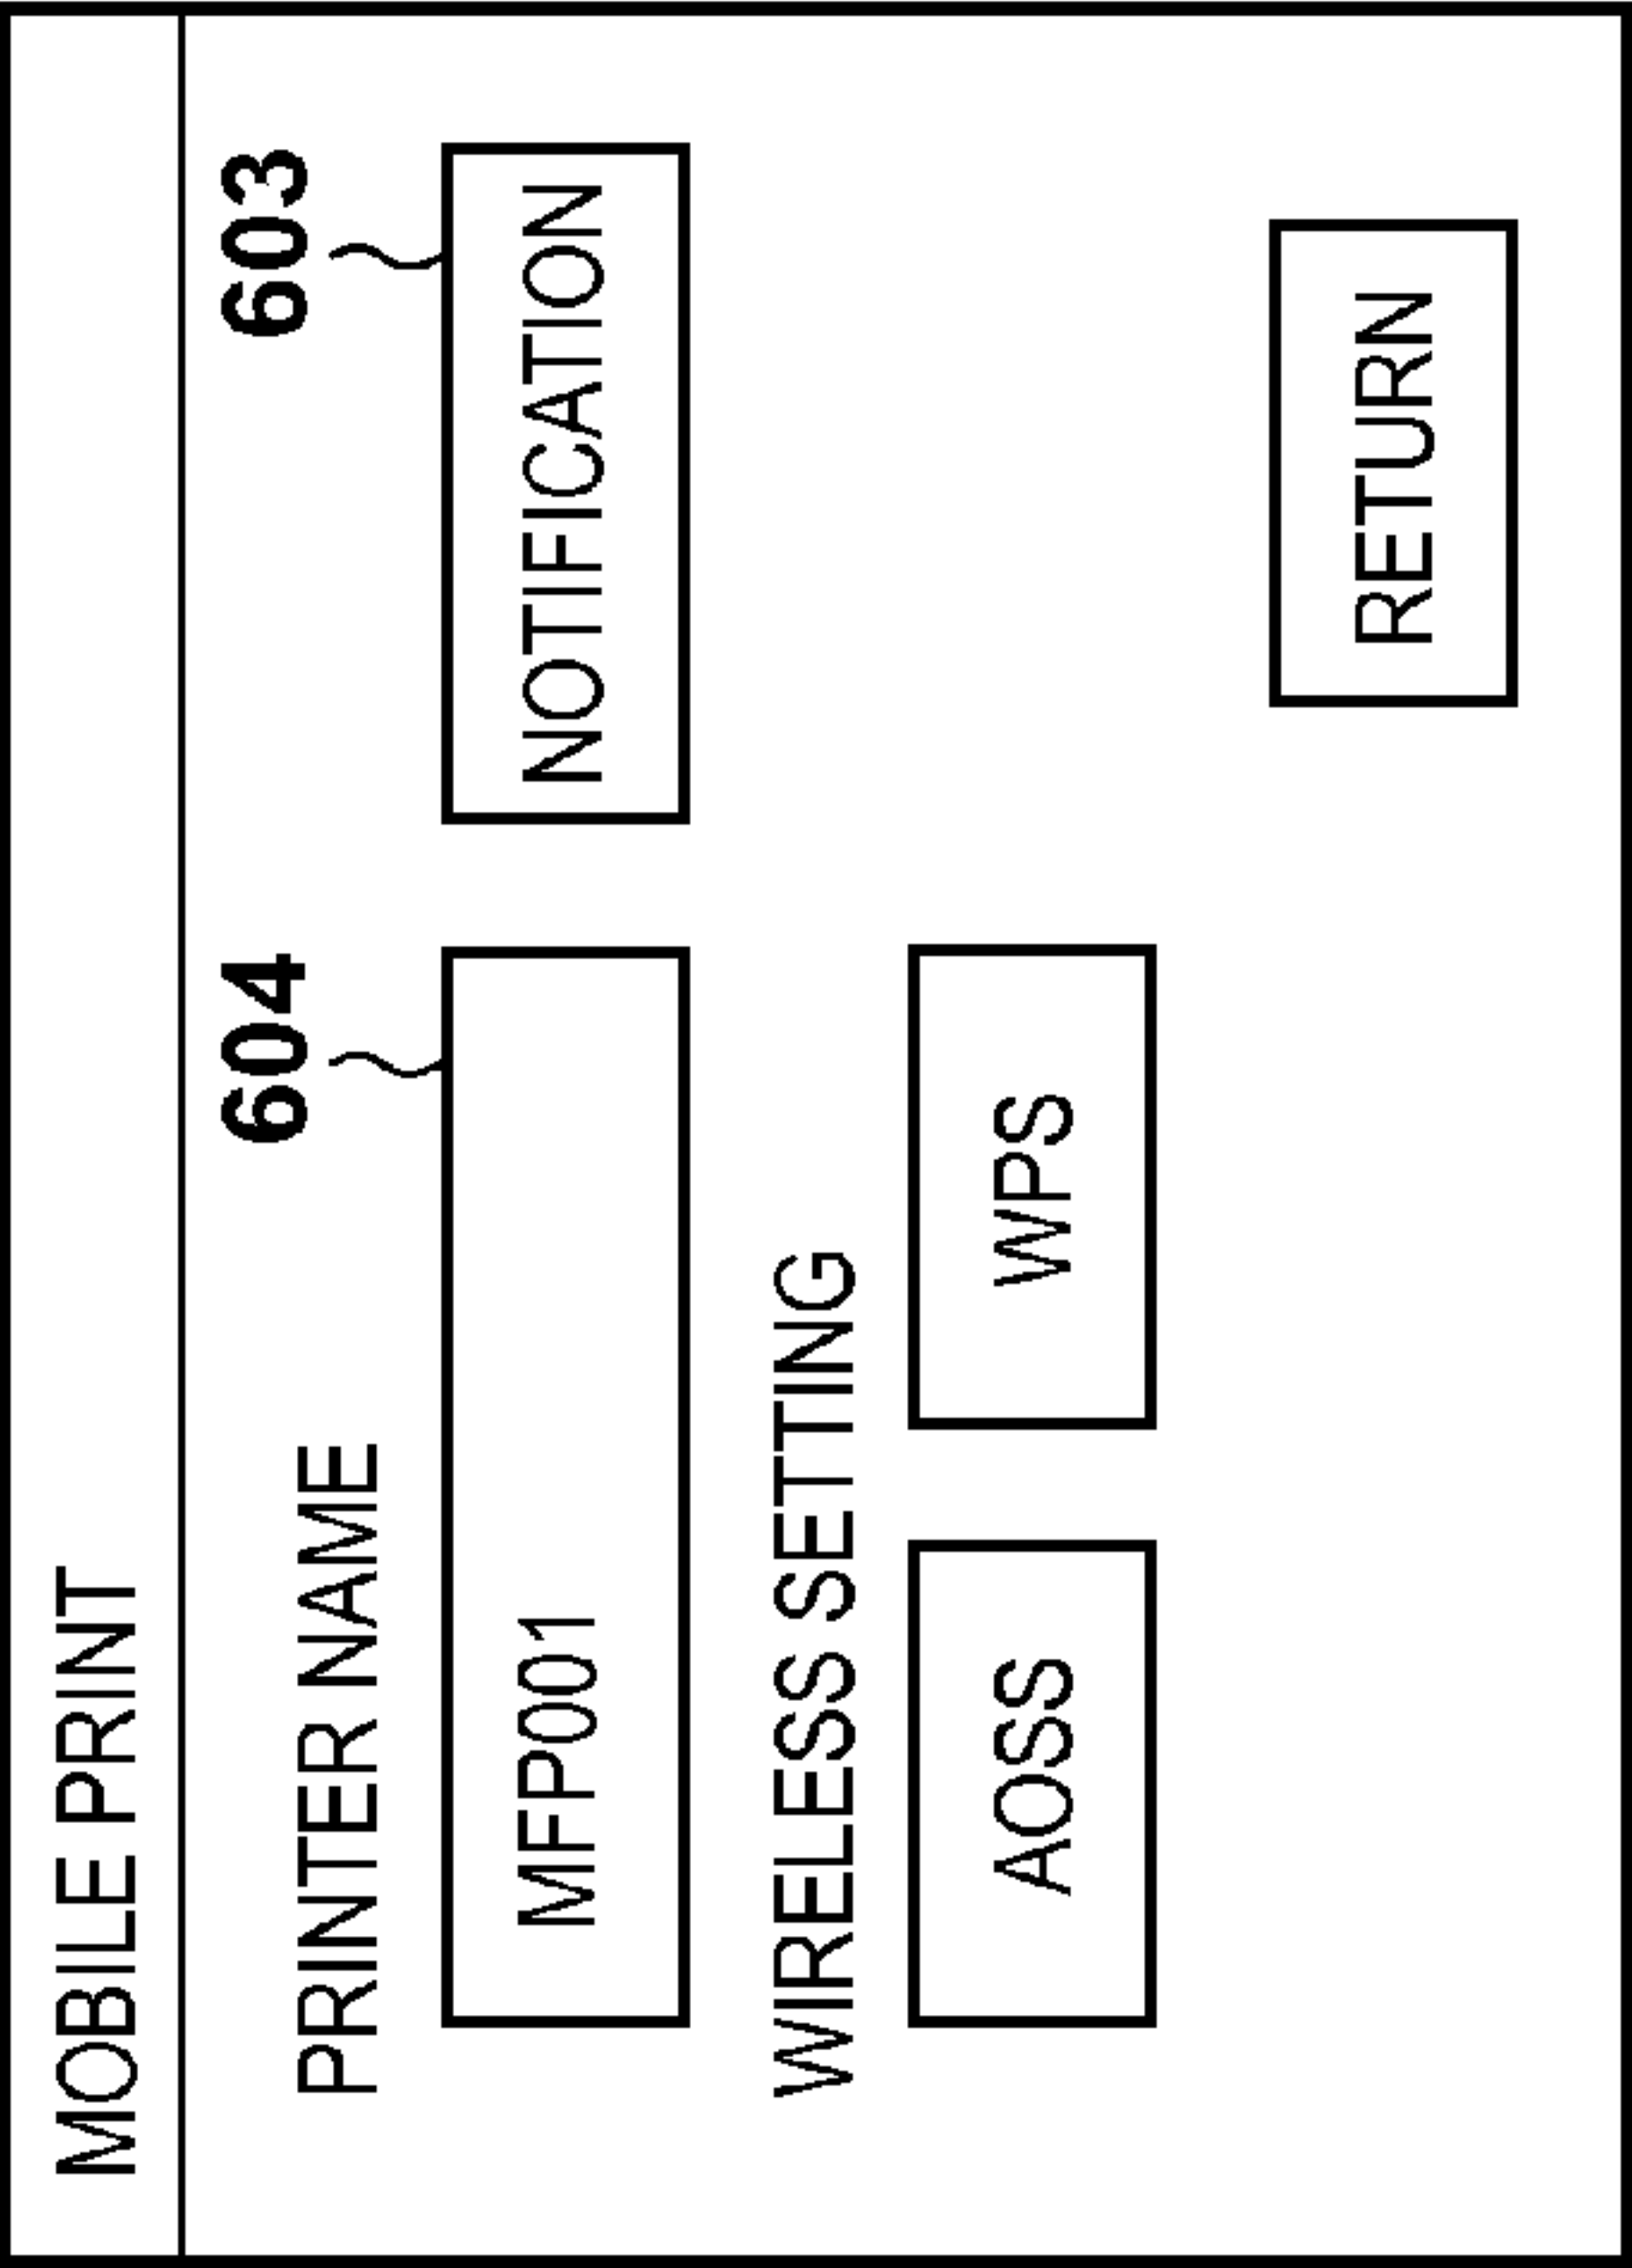 MOBILE PRINT
604 603
PRINTER NAME
MFP001 NOTIFICATION
WIRELESS SETTING
AOSS WPS
RETURN